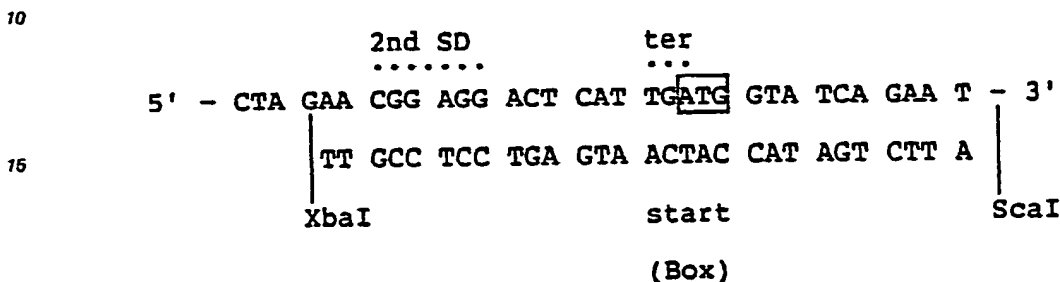 10
2nd SD ter
5' - CTA GAA CGG AGG ACT CAT TGATG GTA TCA GAA T - 3'
15
TT GCC TCC TGA GTA ACTAC CAT AGT CTT A
XbaI start ScaI
(Box)